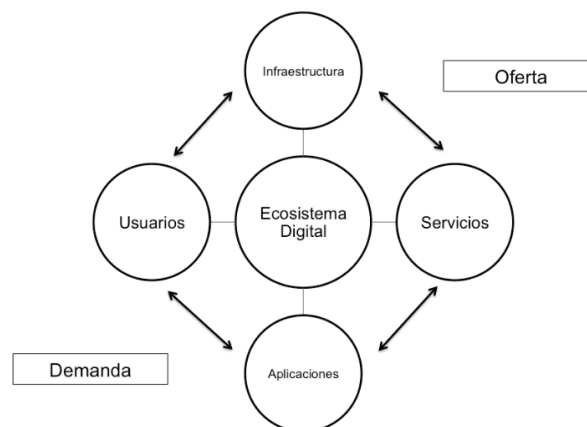 Infraestructura
Oferta
Usuarios
Ecosistema
Digital
Servicios
Demanda
Aplicaciones